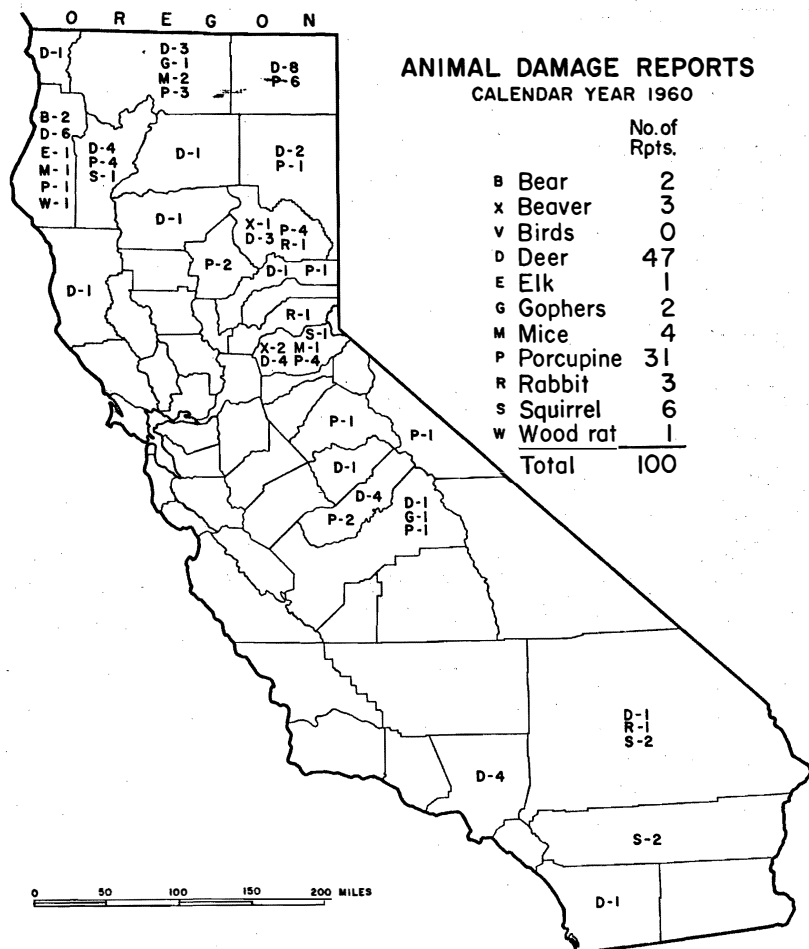 O R E G O N
ANIMAL DAMAGE REPORTS
CALENDAR YEAR 1960
No. of
Rpts.
B Bear 2
X Beaver 3
V Birds 0
D Deer 47
E Elk 1
G Gophers 2
M Mice 4
P Porcupine 31
R Rabbit 3
S Squirrel 6
W Wood rat 1
Total 100
D-1
D-3
G-1
M-2
P-3
D-8
P-6
B-2
D-6
E-1
M-1
P-1
W-1
D-4
P-4
S-1
D-1
D-2
P-1
D-1
X-1 P-4
D-3 R-1
P-2
D-1 P-1
D-1
R-1
S-1
X-2 M-1
D-4 P-4
P-1
P-1
D-1
D-4
P-2
D-1
G-1
P-1
D-1
R-1
S-2
D-4
S-2
D-1
0 50 100 150 200 MILES